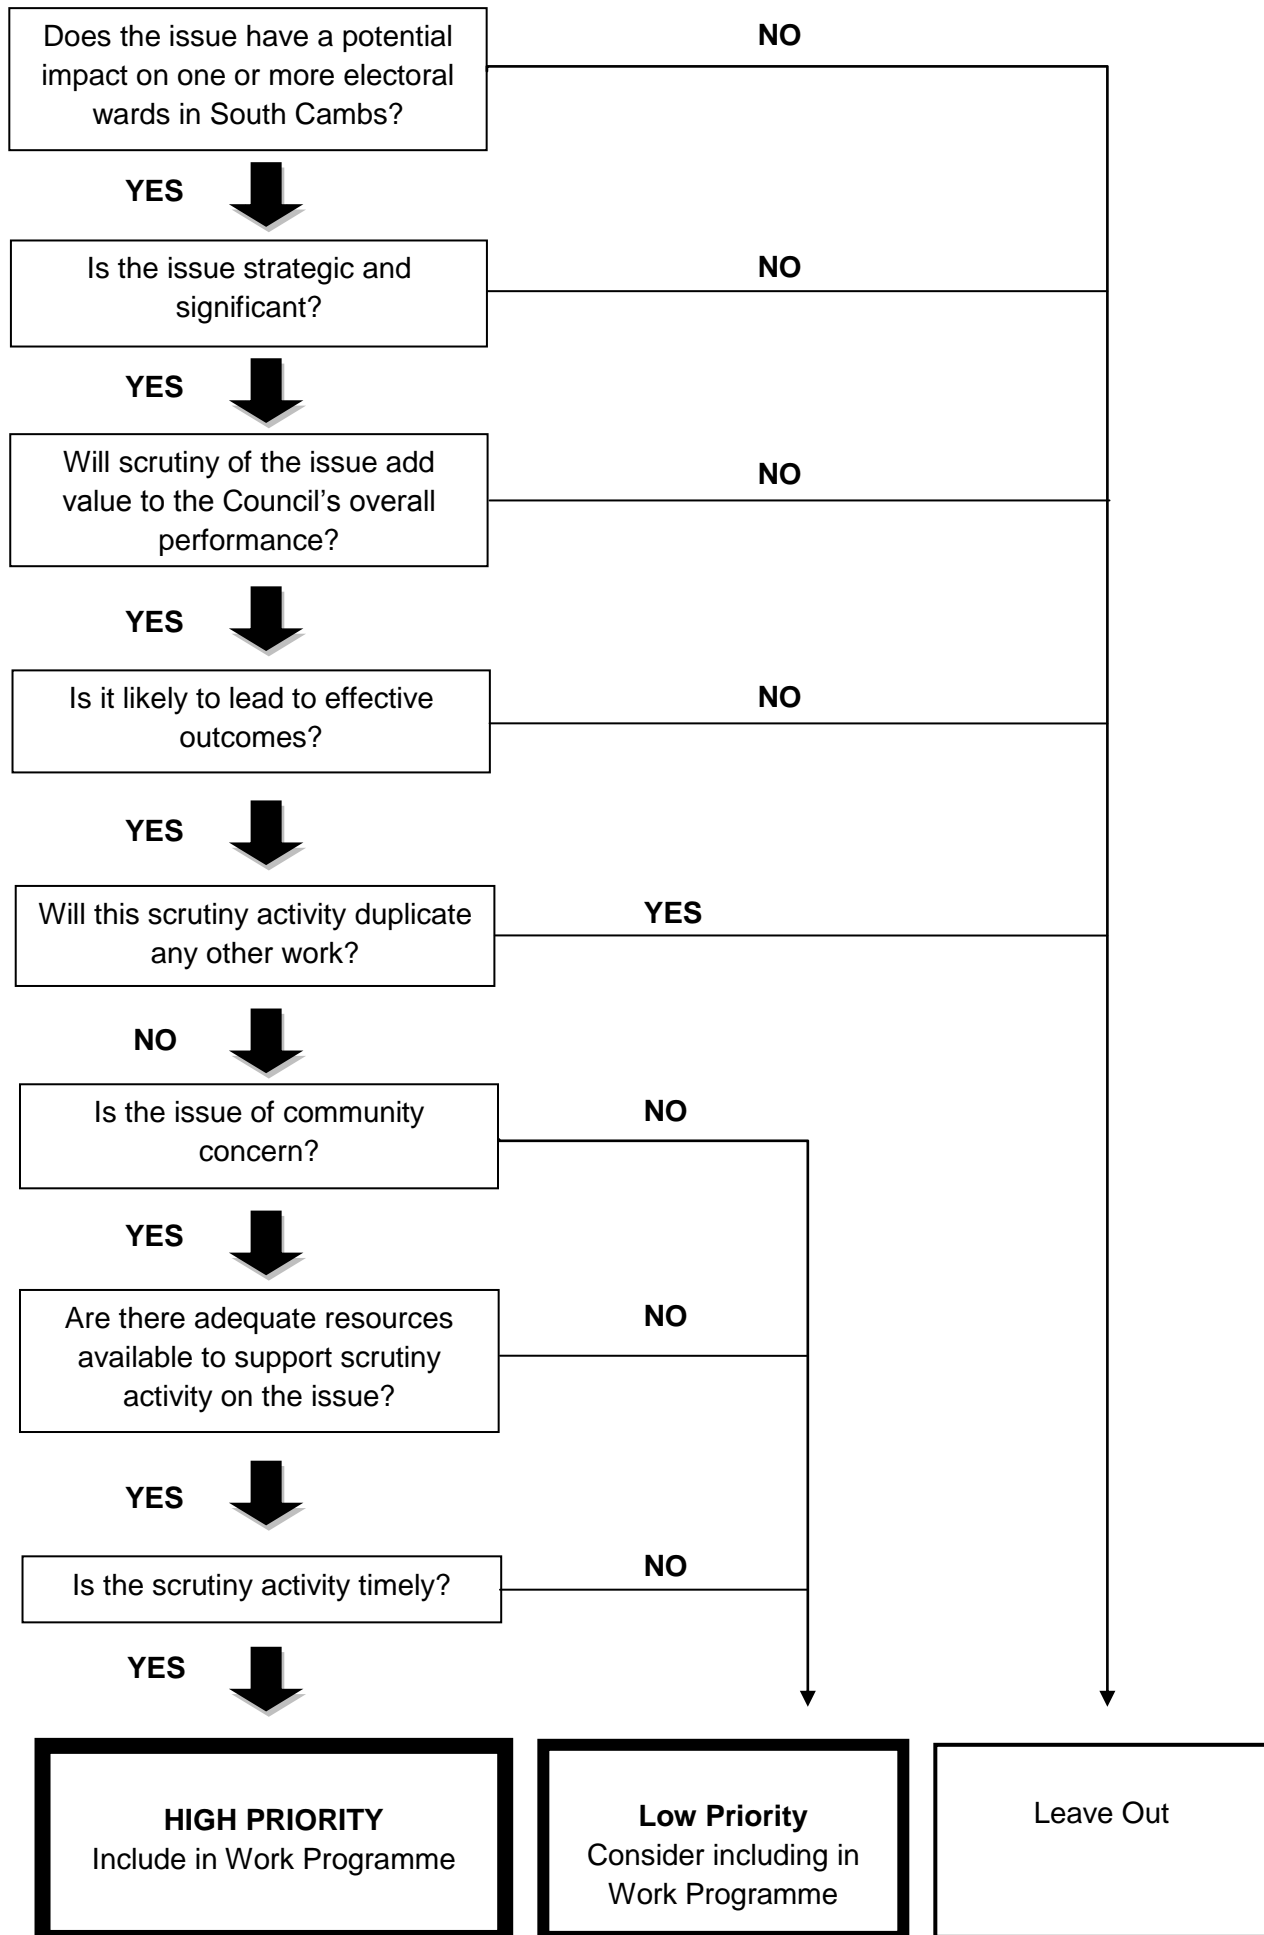 Does the issue have a potential
impact on one or more electoral
wards in South Cambs?
NO
YES
Is the issue strategic and
significant?
NO
YES
Will scrutiny of the issue add
value to the Council’s overall
performance?
NO
YES
Is it likely to lead to effective
outcomes?
NO
YES
Will this scrutiny activity duplicate
any other work?
YES
NO
Is the issue of community
concern?
NO
YES
Are there adequate resources
available to support scrutiny
activity on the issue?
NO
YES
Is the scrutiny activity timely?
NO
YES
HIGH PRIORITY
Include in Work Programme
Low Priority
Consider including in
Work Programme
Leave Out